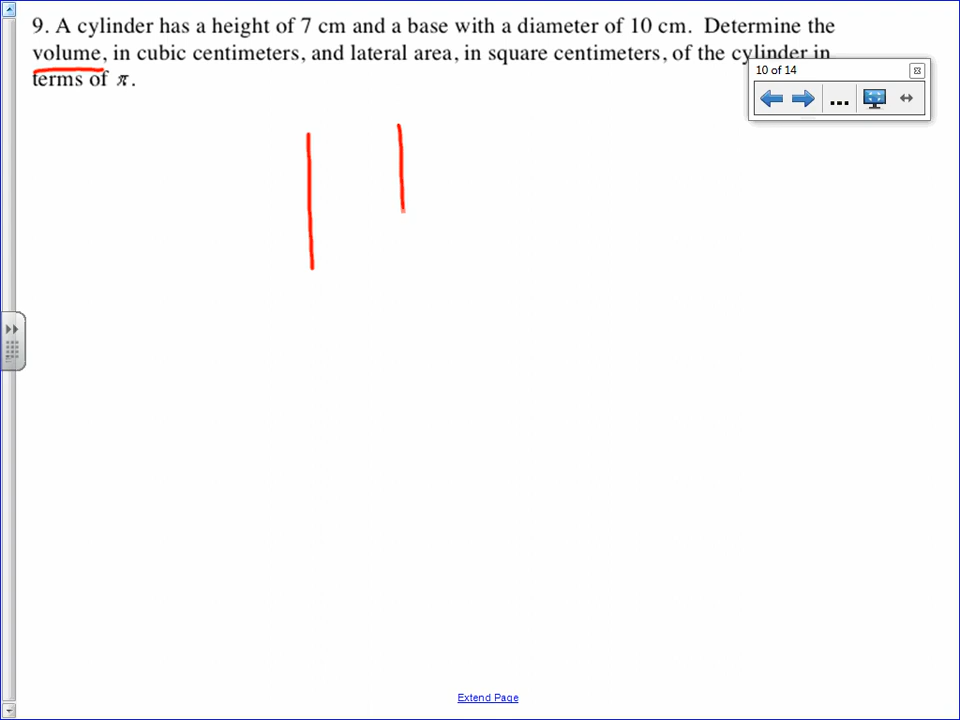 9. A cylinder has a height of 7 cm and a base with a diameter of 10 cm. Determine the
volume, in cubic centimeters, and lateral area, in square centimeters, of the cylinder in
terms of π.
10 of 14
...
Extend Page